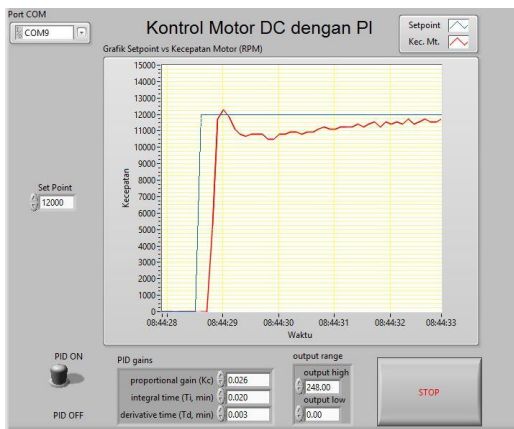 Port COM
COM9
Kontrol Motor DC dengan PI
Setpoint
Kec. Mt.
Grafik Setpoint vs Kecepatan Motor (RPM)
15000
14000
13000
12000
11000
10000
9000
8000
7000
6000
5000
4000
3000
2000
1000
0
Kecepatan
08:44:28
08:44:29
08:44:30
08:44:31
08:44:32
08:44:33
Waktu
Set Point
12000
PID ON
PID OFF
PID gains
proportional gain (Kc)
0.026
integral time (Ti, min)
0.020
derivative time (Td, min)
0.003
output range
output high
248.00
output low
0.00
STOP